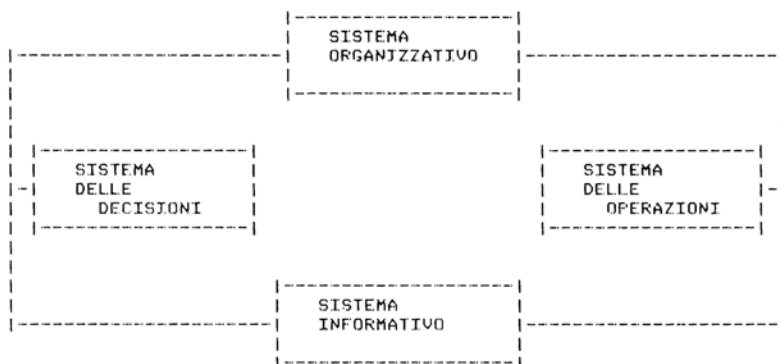 SISTEMA
ORGANIZZATIVO
SISTEMA
DELLE
DECISIONI
SISTEMA
DELLE
OPERAZIONI
SISTEMA
INFORMATIVO